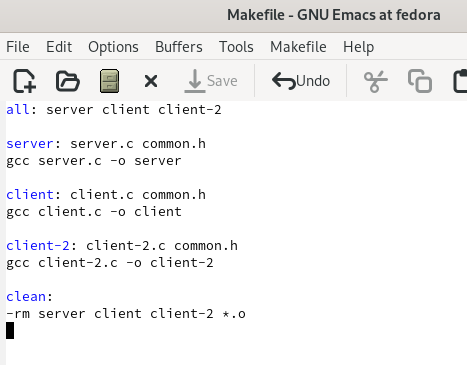 Makefile - GNU Emacs at fedora
File Edit Options Buffers Tools Makefile Help
Save Undo
all: server client client-2
server: server.c common.h
gcc server.c -o server
client: client.c common.h
gcc client.c -o client
client-2: client-2.c common.h
gcc client-2.c -o client-2
clean:
-rm server client client-2 *.o